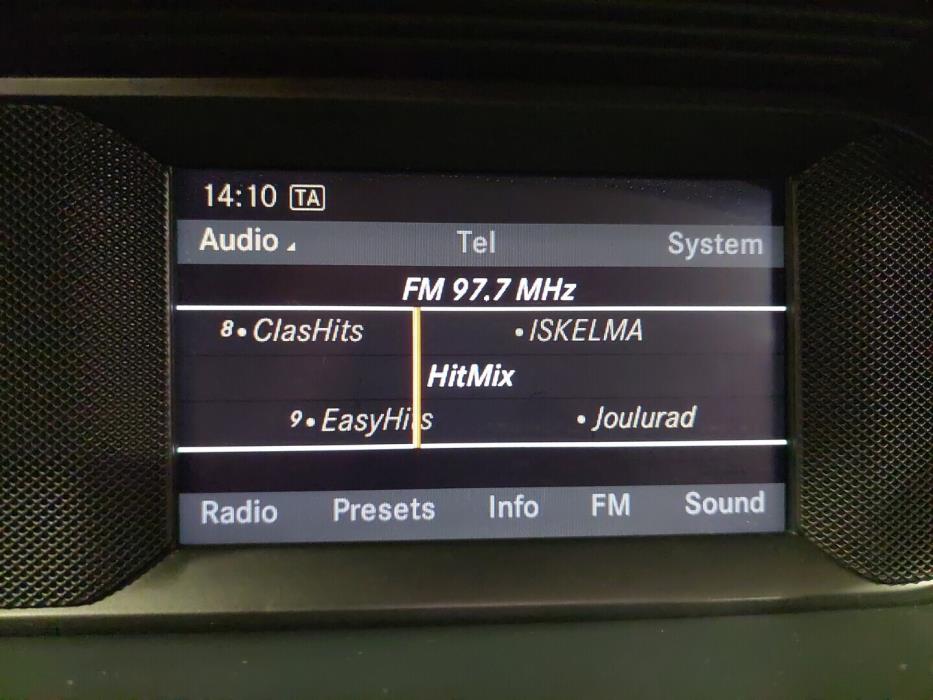 14:10 TA
Audio Tel System
FM 97.7 MHz
8• ClasHits • ISKELMA
HitMix
9• EasyHits • Joulurad
Radio Presets Info FM Sound